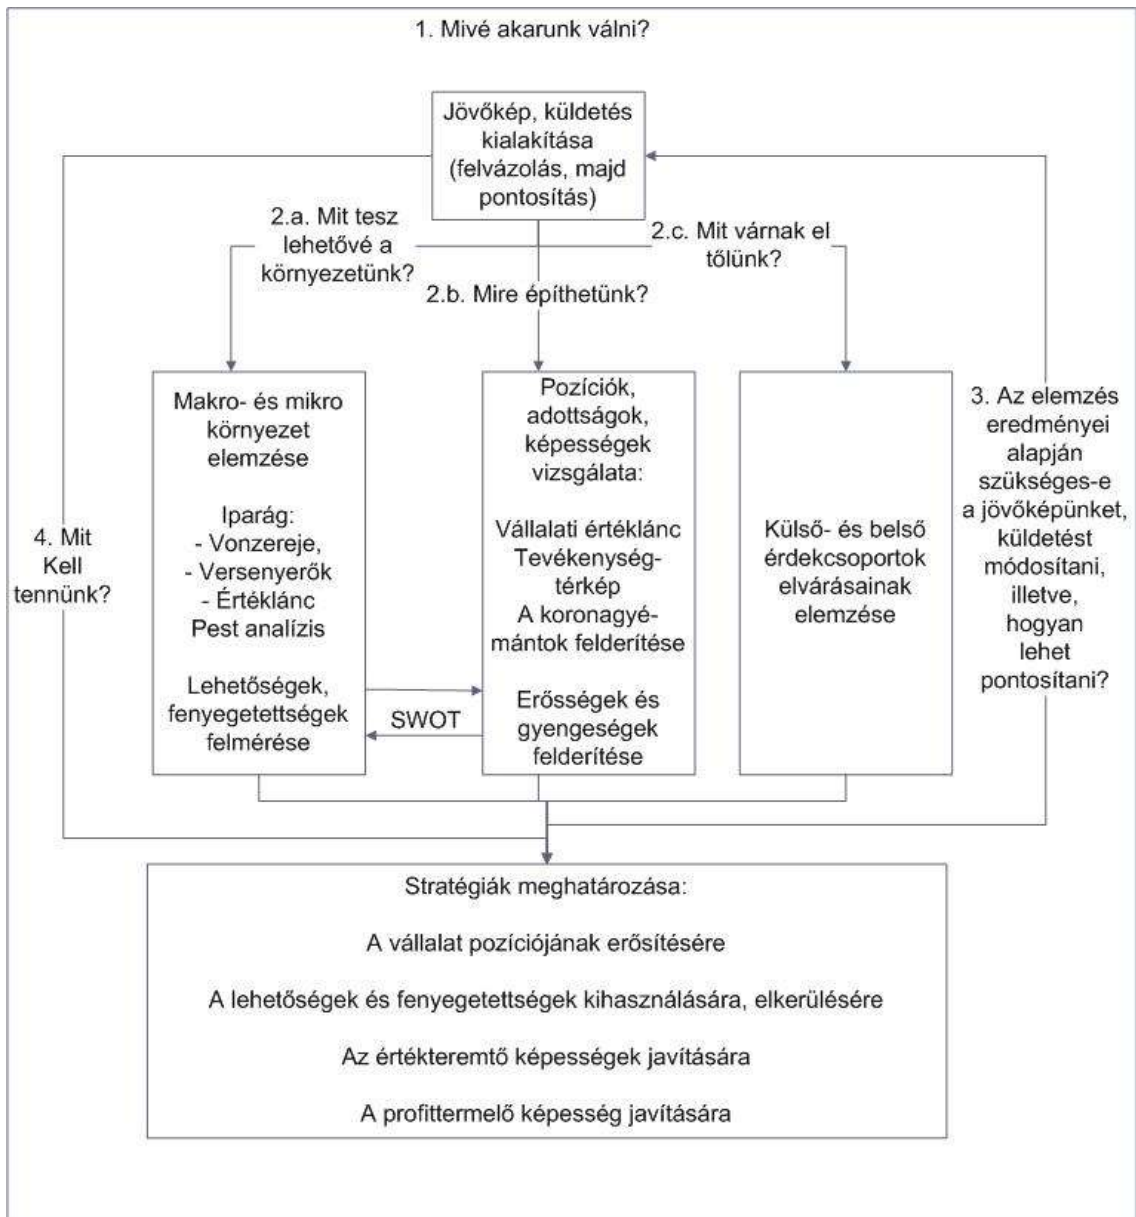 1. Mivé akarunk válni?
Jövőkép, küldetés
kialakítása
(felvázolás, majd
pontosítás)
2.a. Mit tesz
lehetővé a
környezetünk?
2.b. Mire építhetünk?
2.c. Mit várnak el
tőlünk?
Makro- és mikro
környezet
elemzése
Iparág:
- Vonzereje,
- Versenyerők
- Értéklánc
Pest analízis
Lehetőségek,
fenyegetettségek
felmérése
SWOT
Pozíciók,
adottságok,
képességek
vizsgálata:
Vállalati értéklánc
Tevékenység-
térkép
A koronagyé-
mántok felderítése
Erősségek és
gyengeségek
felderítése
Külső- és belső
érdekcsoportok
elvárásainak
elemzése
3. Az elemzés
eredményei
alapján
szükséges-e
a jövőképünket,
küldetést
módosítani,
illetve,
hogyan
lehet
pontosítani?
4. Mit
Kell
tennünk?
Stratégiák meghatározása:
A vállalat pozíciójának erősítésére
A lehetőségek és fenyegetettségek kihasználására, elkerülésére
Az értékteremtő képességek javítására
A profittermelő képesség javítására